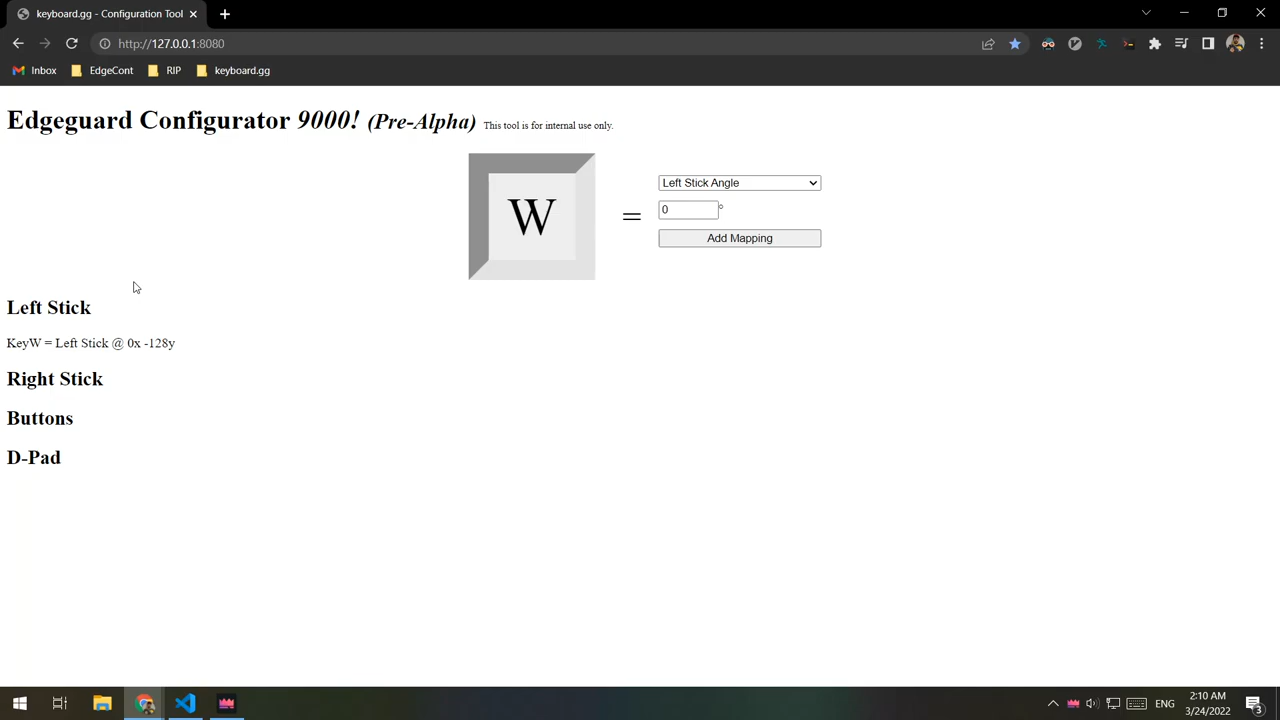 keyboard.gg - Configuration Tool
http://127.0.0.1:8080
Inbox
EdgeCont
RIP
keyboard.gg
Edgeguard Configurator 9000! (Pre-Alpha) This tool is for internal use only.
W
=
Left Stick Angle
0 °
Add Mapping
Left Stick
KeyW = Left Stick @ 0x -128y
Right Stick
Buttons
D-Pad
ENG
2:10 AM
3/24/2022
3